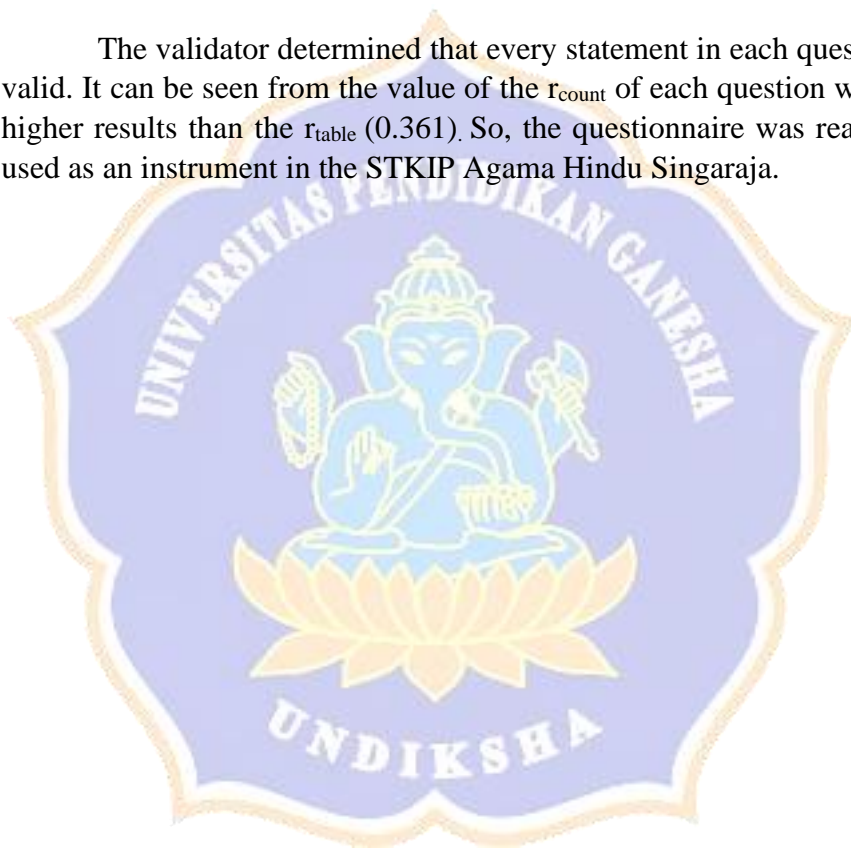 The validator determined that every statement in each ques
valid. It can be seen from the value of the rcount of each question w
higher results than the rtable (0.361). So, the questionnaire was rea
used as an instrument in the STKIP Agama Hindu Singaraja.
UNIVERSITAS PENDIDIKAN GANESHA
UNDIKSHA